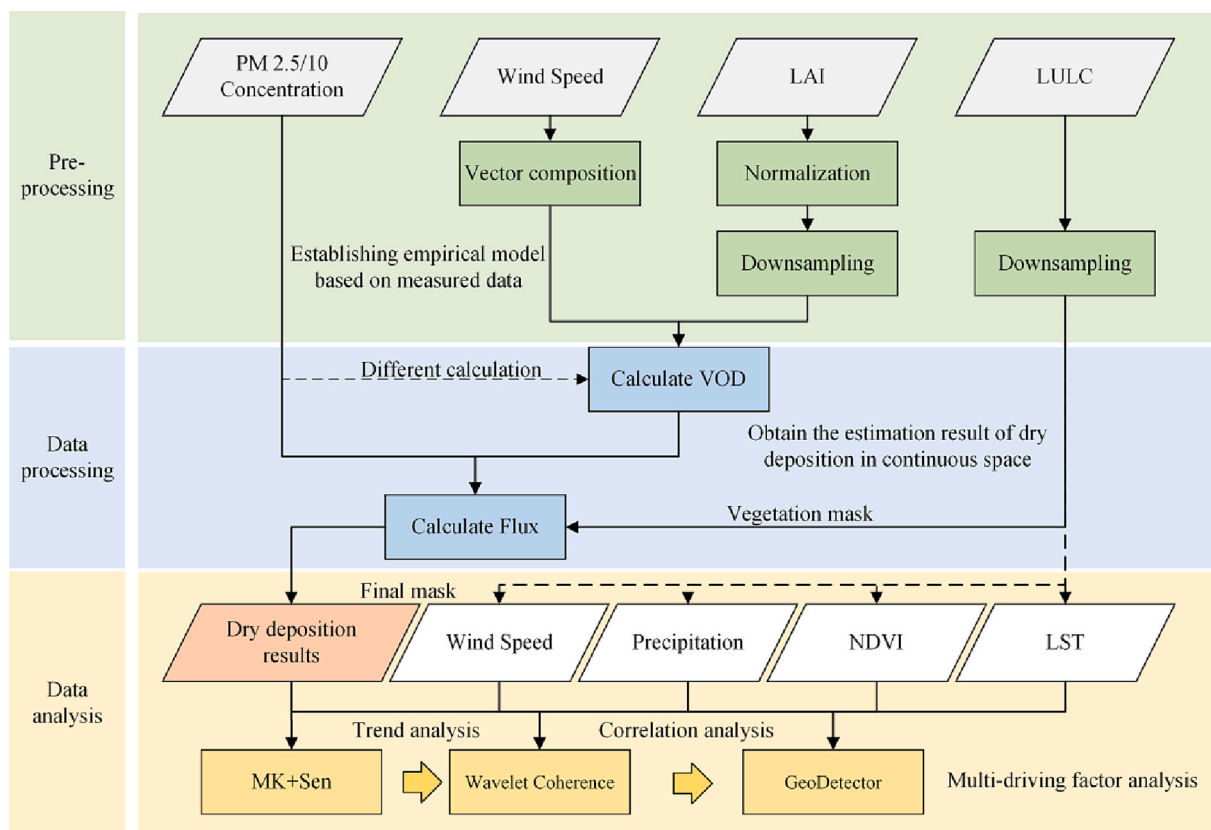 PM 2.5/10
Concentration
Wind Speed
LAI
LULC
Pre-
processing
Vector composition
Normalization
Establishing empirical model
based on measured data
Downsampling
Downsampling
Different calculation
Calculate VOD
Data
processing
Obtain the estimation result of dry
deposition in continuous space
Calculate Flux
Vegetation mask
Final mask
Dry deposition
results
Wind Speed
Precipitation
NDVI
LST
Data
analysis
Trend analysis
Correlation analysis
MK+Sen
Wavelet Coherence
GeoDetector
Multi-driving factor analysis